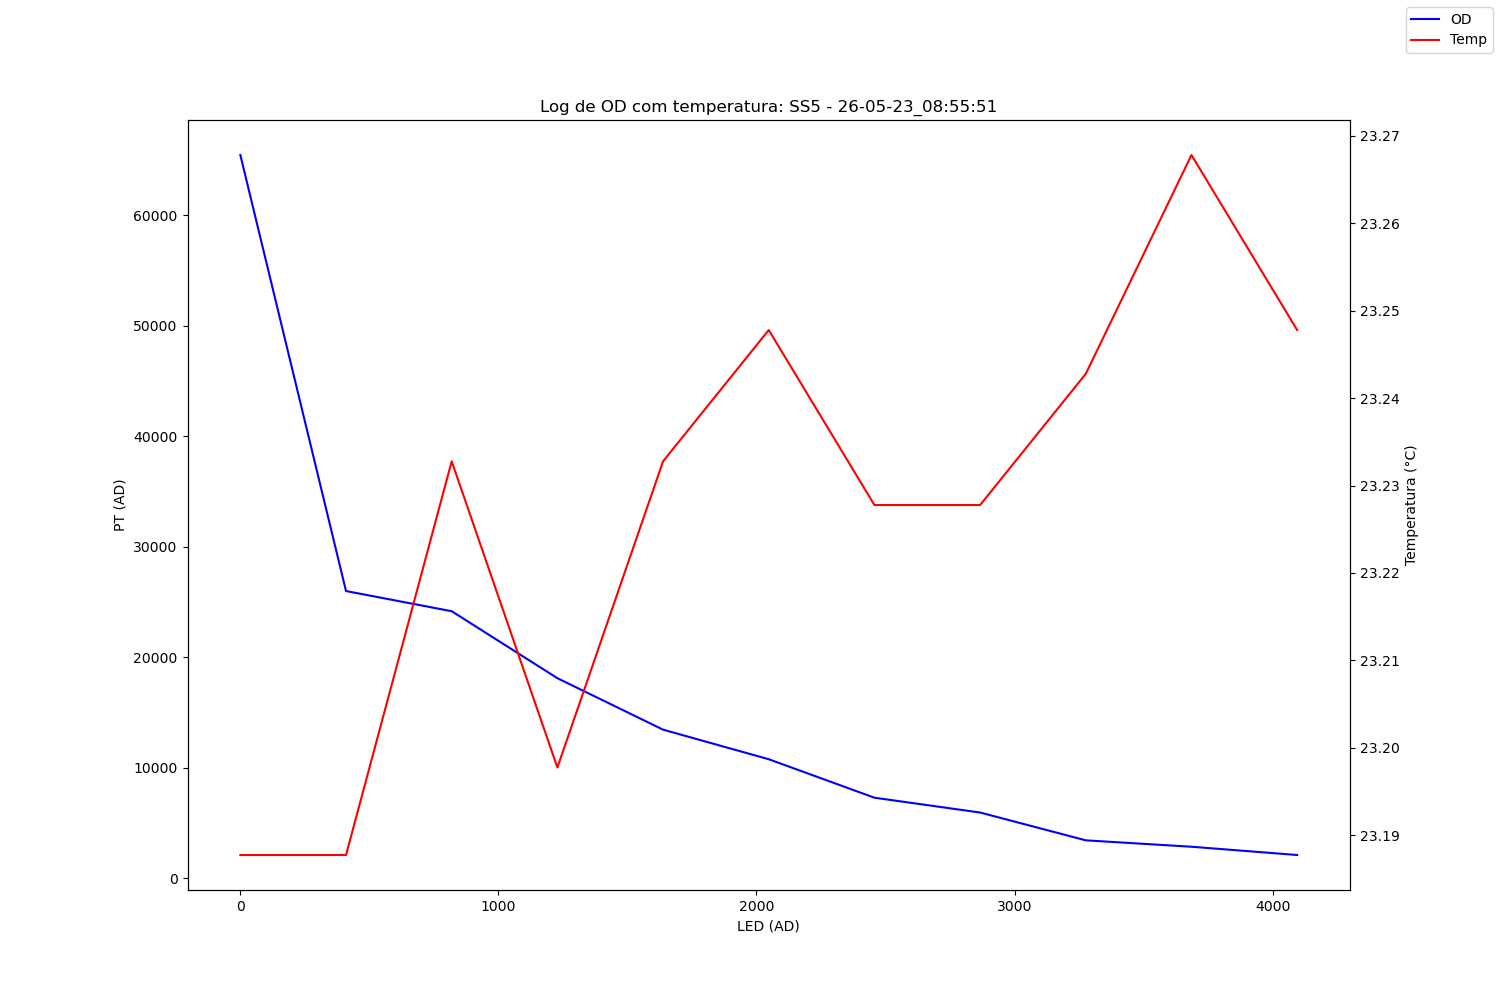 OD
Temp
Log de OD com temperatura: SS5 - 26-05-23_08:55:51
60000
50000
40000
30000
20000
10000
0
PT (AD)
23.27
23.26
23.25
23.24
23.23
23.22
23.21
23.20
23.19
Temperatura (°C)
0 1000 2000 3000 4000
LED (AD)